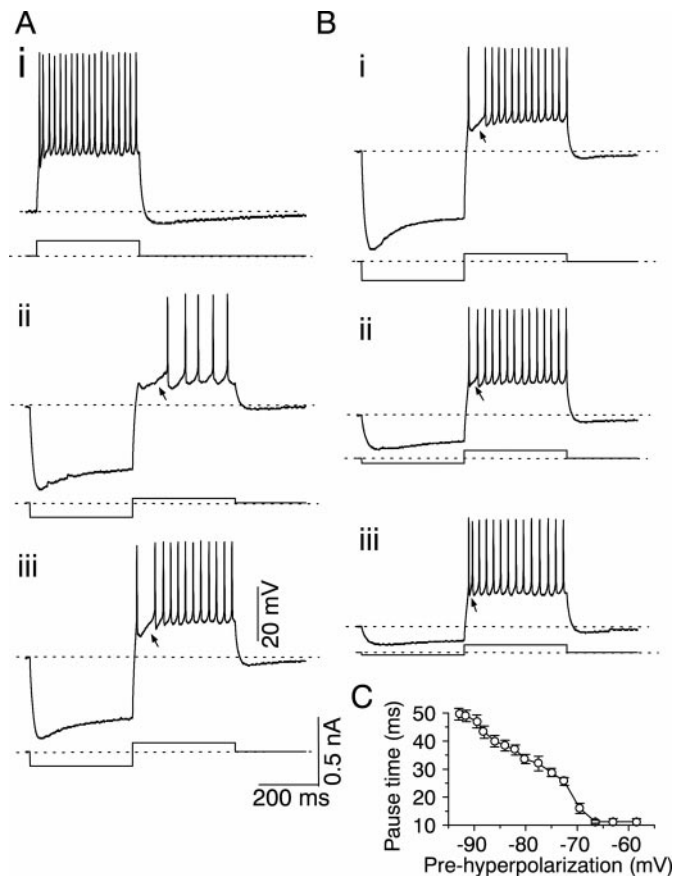 A
B
i
i
ii
ii
iii
iii
20 mV
0.5 nA
200 ms
C
50
40
30
20
10
Pause time (ms)
-90 -80 -70 -60
Pre-hyperpolarization (mV)